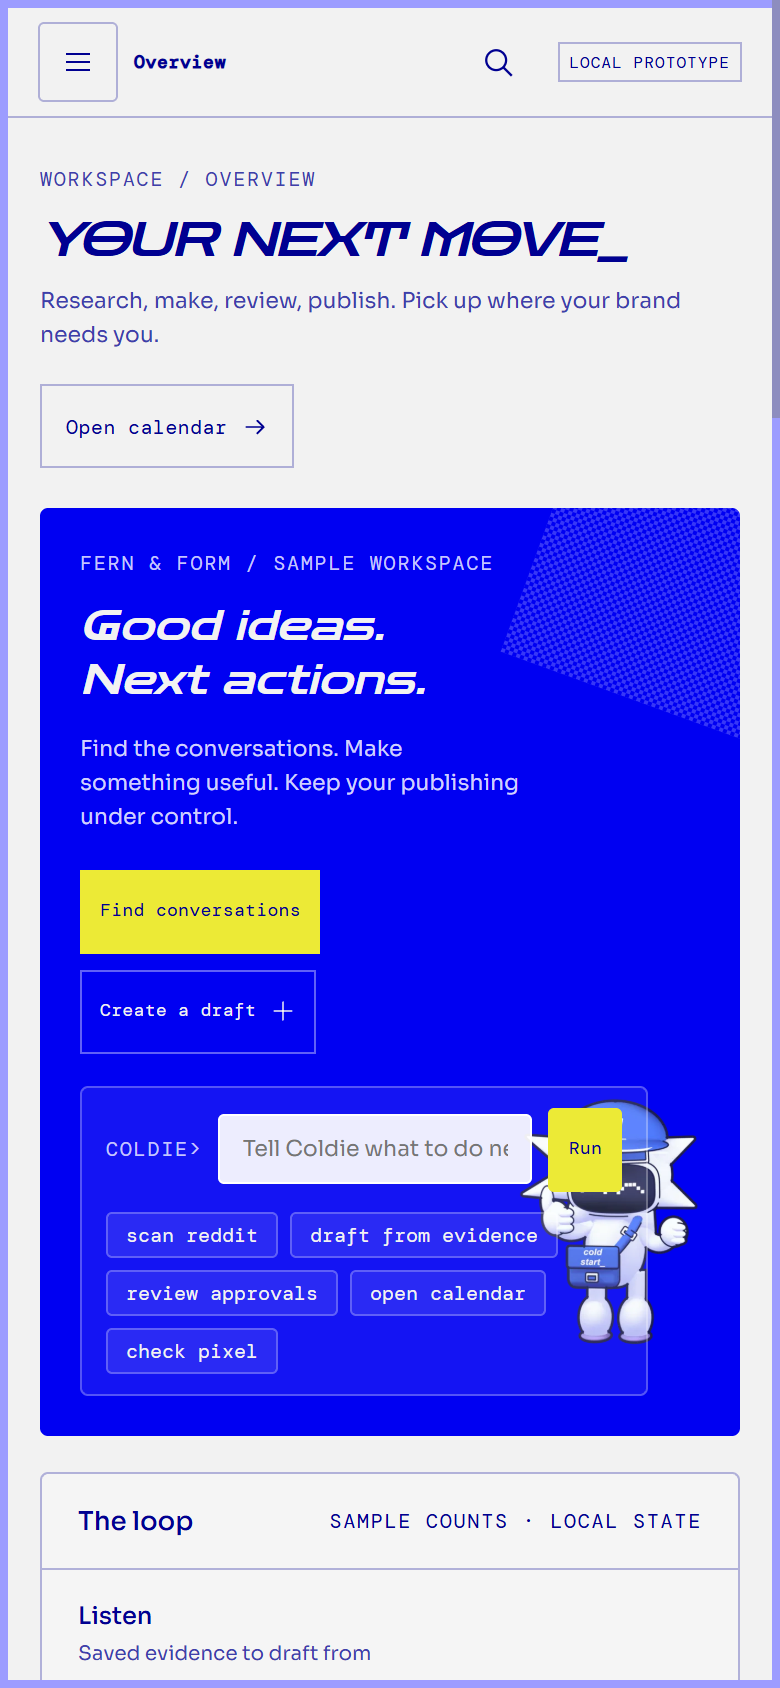 Overview
LOCAL PROTOTYPE
WORKSPACE / OVERVIEW
YOUR NEXT MOVE_
Research, make, review, publish. Pick up where your brand
needs you.
Open calendar →
FERN & FORM / SAMPLE WORKSPACE
Good ideas.
Next actions.
Find the conversations. Make
something useful. Keep your publishing
under control.
Find conversations
Create a draft +
COLDIE> Tell Coldie what to do ne Run
scan reddit draft from evidence
review approvals open calendar
check pixel
cold
start_
The loop SAMPLE COUNTS · LOCAL STATE
Listen
Saved evidence to draft from